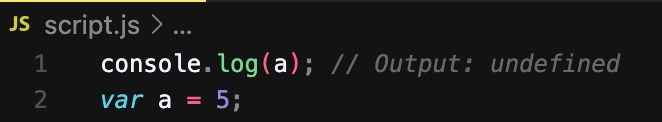 JS script.js > ...
1 console.log(a); // Output: undefined
2 var a = 5;